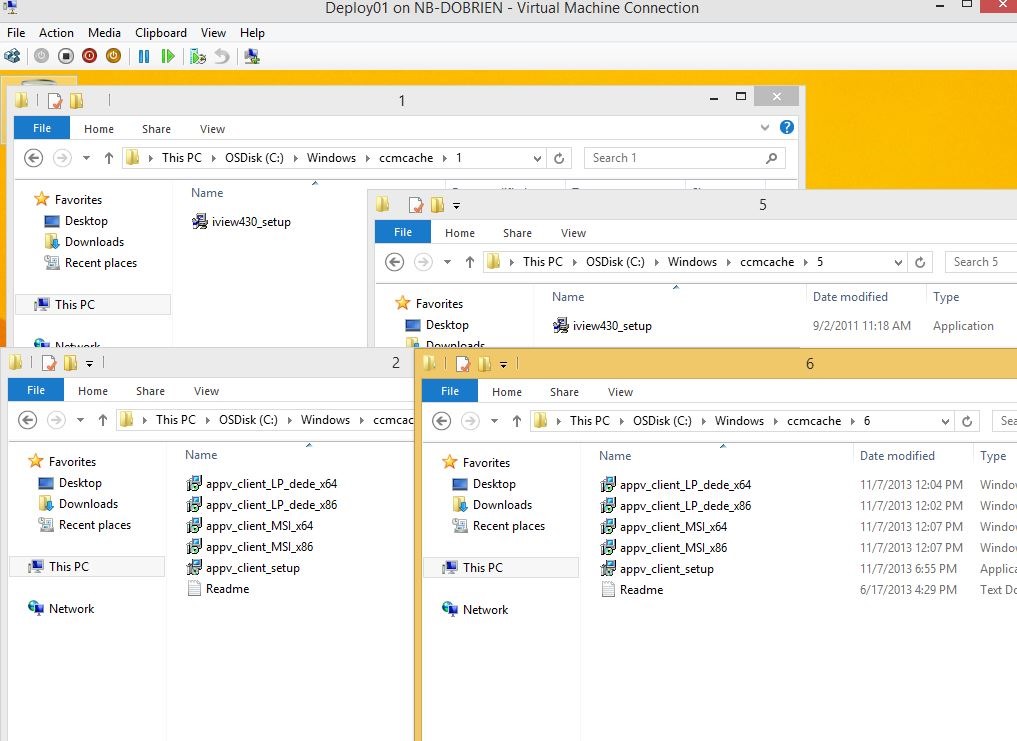 Deploy01 on NB-DOBRIEN - Virtual Machine Connection
File Action Media Clipboard View Help
1
File Home Share View
This PC OSDisk (C:) Windows ccmcache 1
Search 1
Favorites
Desktop
Downloads
Recent places
This PC
Network
Name
iview430_setup
5
File Home Share View
This PC OSDisk (C:) Windows ccmcache 5
Search 5
Favorites
Desktop
Downloads
Name Date modified Type
iview430_setup 9/2/2011 11:18 AM Application
2
File Home Share View
This PC OSDisk (C:) Windows ccmcac
Favorites
Desktop
Downloads
Recent places
This PC
Network
Name
appv_client_LP_dede_x64
appv_client_LP_dede_x86
appv_client_MSI_x64
appv_client_MSI_x86
appv_client_setup
Readme
6
File Home Share View
This PC OSDisk (C:) Windows ccmcache 6
Sea
Favorites
Desktop
Downloads
Recent places
This PC
Network
Name Date modified Type
appv_client_LP_dede_x64 11/7/2013 12:04 PM Windo
appv_client_LP_dede_x86 11/7/2013 12:02 PM Windo
appv_client_MSI_x64 11/7/2013 12:07 PM Windo
appv_client_MSI_x86 11/7/2013 12:07 PM Windo
appv_client_setup 11/7/2013 6:55 PM Applica
Readme 6/17/2013 4:29 PM Text Do